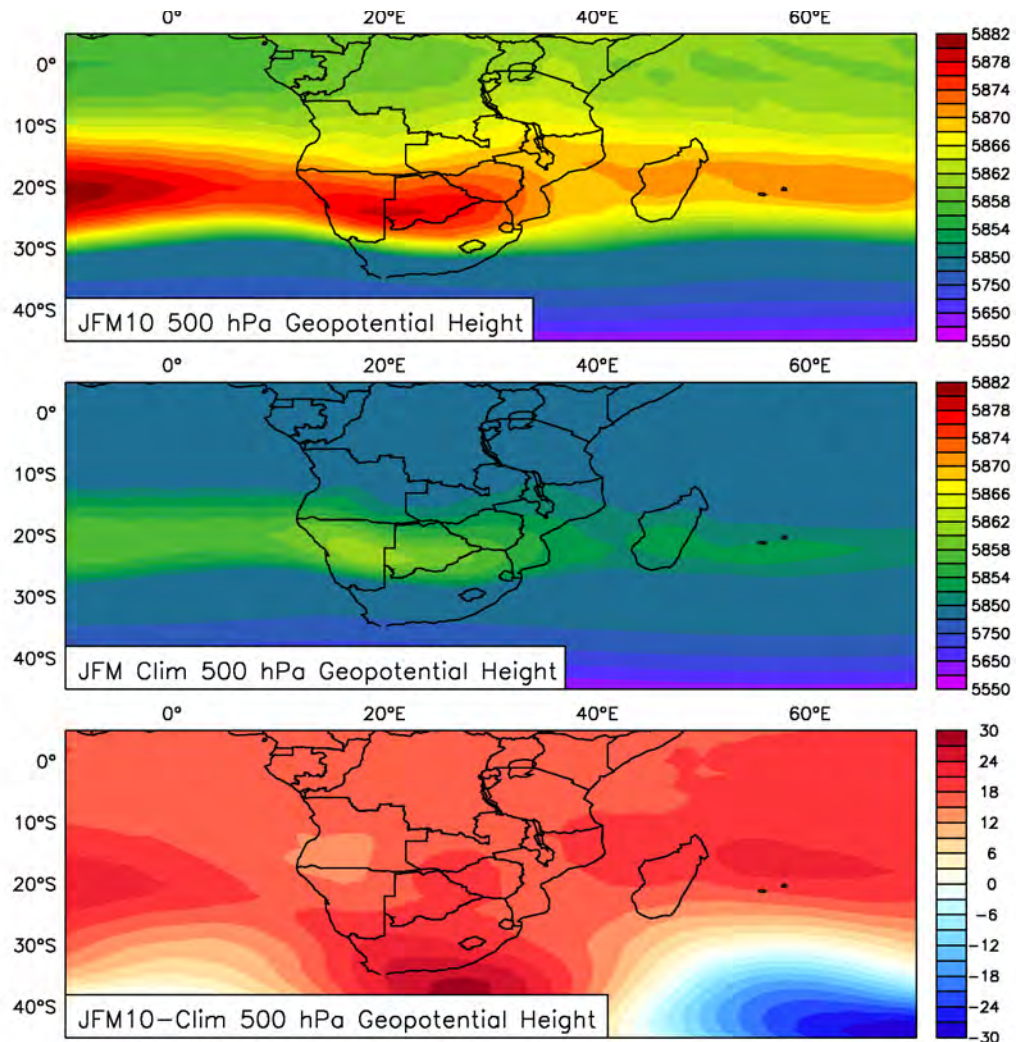 0° 20°E 40°E 60°E
0°
10°S
20°S
30°S
40°S
5882
5878
5874
5870
5866
5862
5858
5854
5850
5750
5650
5550
JFM10 500 hPa Geopotential Height
0° 20°E 40°E 60°E
0°
10°S
20°S
30°S
40°S
5882
5878
5874
5870
5866
5862
5858
5854
5850
5750
5650
5550
JFM Clim 500 hPa Geopotential Height
0° 20°E 40°E 60°E
0°
10°S
20°S
30°S
40°S
30
24
18
12
6
0
-6
-12
-18
-24
-30
JFM10-Clim 500 hPa Geopotential Height